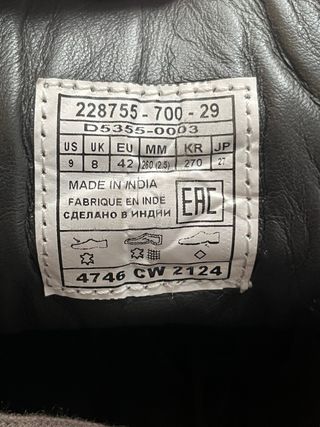 228755-700-29
D5355-0003
US UK EU MM KR JP
9 8 42 260 (2.5) 270 27
MADE IN INDIA
FABRIQUE EN INDE
СДЕЛАНО В ИНДИИ
EAC
4746 CW 2124